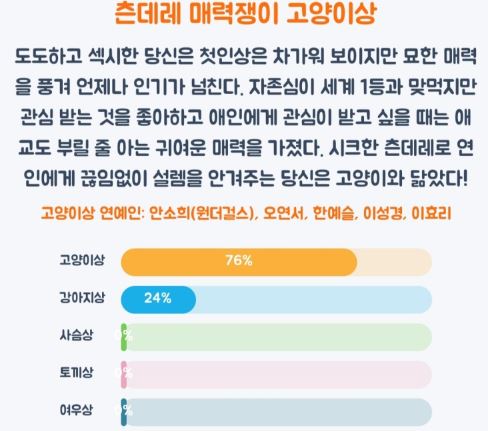 츤데레 매력쟁이 고양이상
도도하고 섹시한 당신은 첫인상은 차가워 보이지만 묘한 매력
을 풍겨 언제나 인기가 넘친다. 자존심이 세계 1등과 맞먹지만
관심 받는 것을 좋아하고 애인에게 관심이 받고 싶을 때는 애
교도 부릴 줄 아는 귀여운 매력을 가졌다. 시크한 츤데레로 연
인에게 끊임없이 설렘을 안겨주는 당신은 고양이와 닮았다!
고양이상 연예인: 안소희(원더걸스), 오연서, 한예슬, 이성경, 이효리
고양이상 76%
강아지상 24%
사슴상 0%
토끼상 0%
여우상 0%